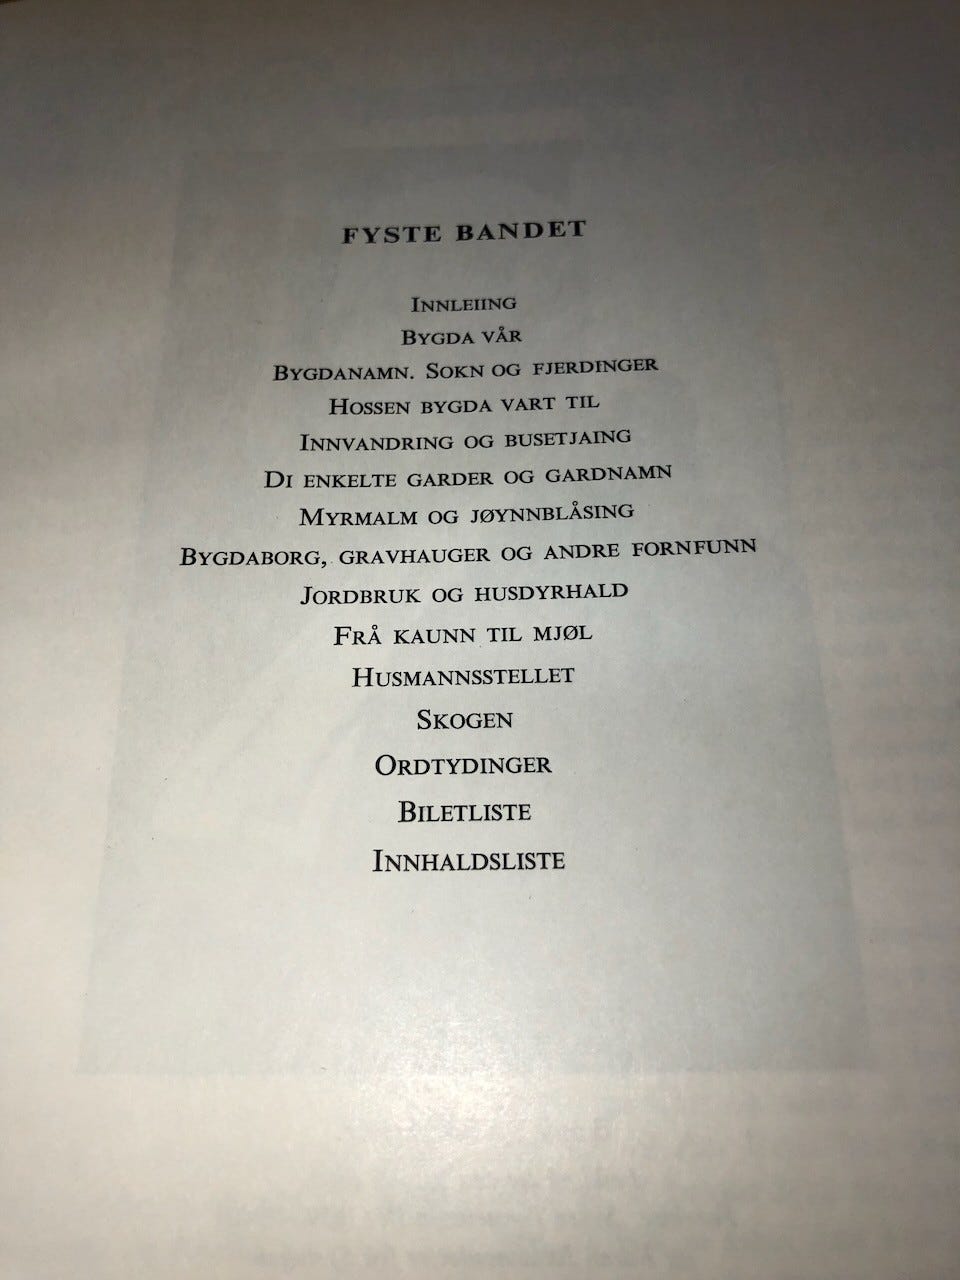 FYSTE BANDET
INNLEIING
BYGDA VÅR
BYGDANAMN. SOKN OG FJERDINGER
HOSSEN BYGDA VART TIL
INNVANDRING OG BUSETJAING
DI ENKELTE GARDER OG GARDNAMN
MYRMALM OG JØYNNBLÅSING
BYGDABORG, GRAVHAUGER OG ANDRE FORNFUNN
JORDBRUK OG HUSDYRHALD
FRÅ KAUNN TIL MJØL
HUSMANNSSTELLET
SKOGEN
ORDTYDINGER
BILETLISTE
INNHALDSLISTE